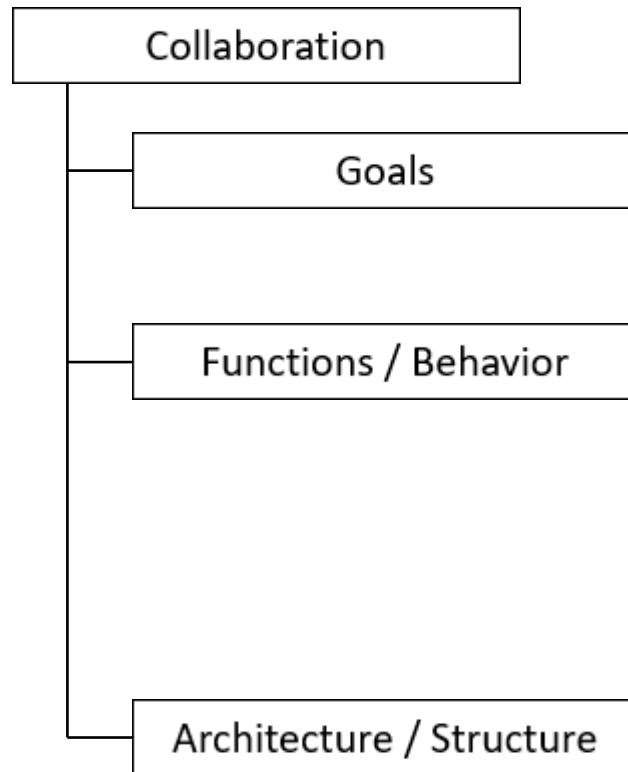 Collaboration
Goals
Functions / Behavior
Architecture / Structure